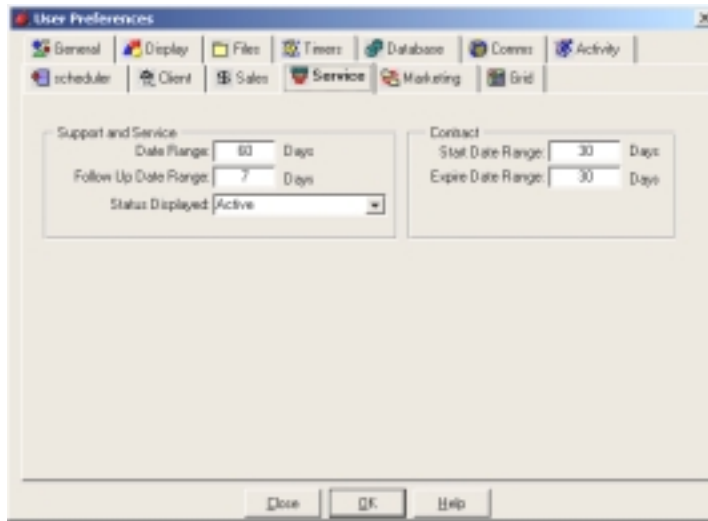 User Preferences
General Display Files Timers Database Comms Activity
scheduler Client Sales Service Marketing Grid
Support and Service
Date Range: 60 Days
Follow Up Date Range: 7 Days
Status Displayed: Active
Contract
Start Date Range: 30 Days
Expire Date Range: 30 Days
Close OK Help